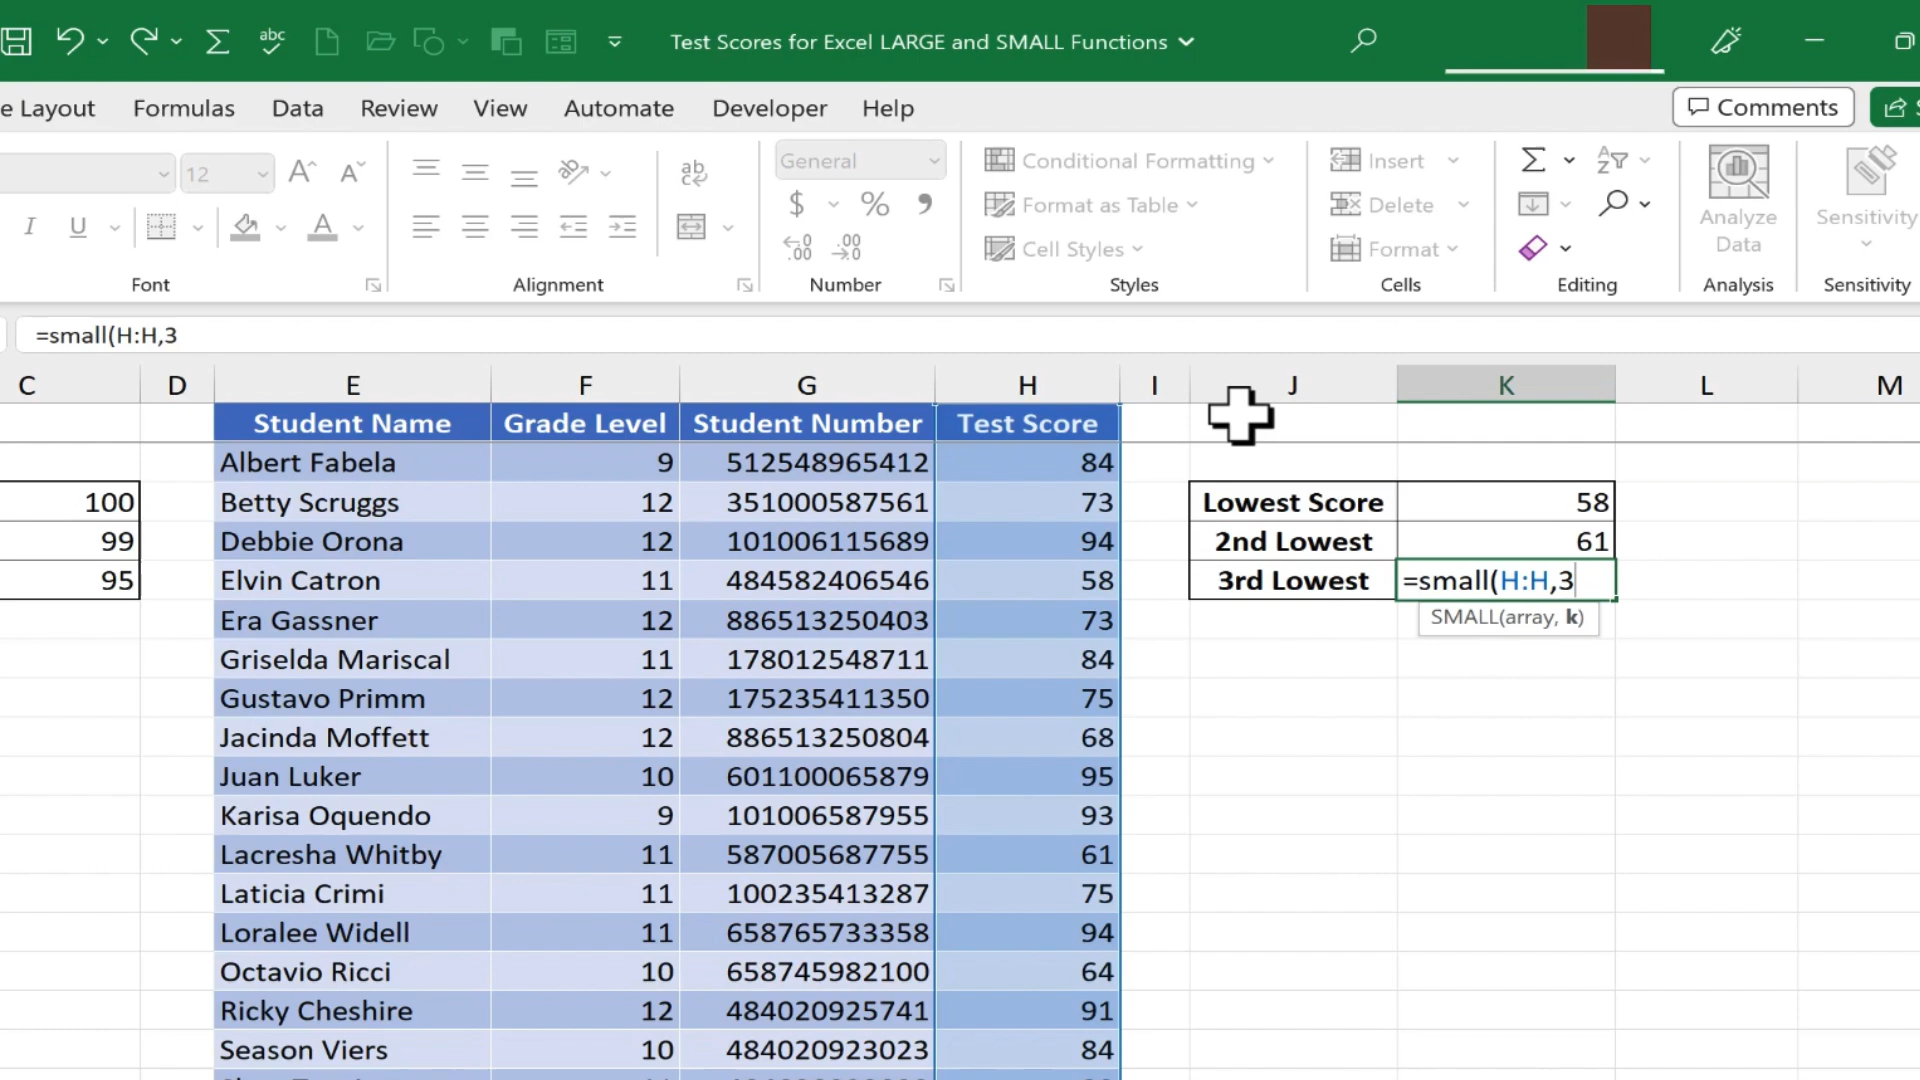 abc Test Scores for Excel LARGE and SMALL Functions
e Layout Formulas Data Review View Automate Developer Help Comments
12 A A ab General Conditional Formatting Insert Σ A Z
I U A ab c $ % , Format as Table Delete Analyze Data Sensitivity
.00 .00 Cell Styles Format
Font Alignment Number Styles Cells Editing Analysis Sensitivity
=small(H:H,3
C D E F G H I J K L M
Student Name Grade Level Student Number Test Score
Albert Fabela 9 512548965412 84
100 Betty Scruggs 12 351000587561 73 Lowest Score 58
99 Debbie Orona 12 101006115689 94 2nd Lowest 61
95 Elvin Catron 11 484582406546 58 3rd Lowest =small(H:H,3
Era Gassner 12 886513250403 73 SMALL(array, k)
Griselda Mariscal 11 178012548711 84
Gustavo Primm 12 175235411350 75
Jacinda Moffett 12 886513250804 68
Juan Luker 10 601100065879 95
Karisa Oquendo 9 101006587955 93
Lacresha Whitby 11 587005687755 61
Laticia Crimi 11 100235413287 75
Loralee Widell 11 658765733358 94
Octavio Ricci 10 658745982100 64
Ricky Cheshire 12 484020925741 91
Season Viers 10 484020923023 84